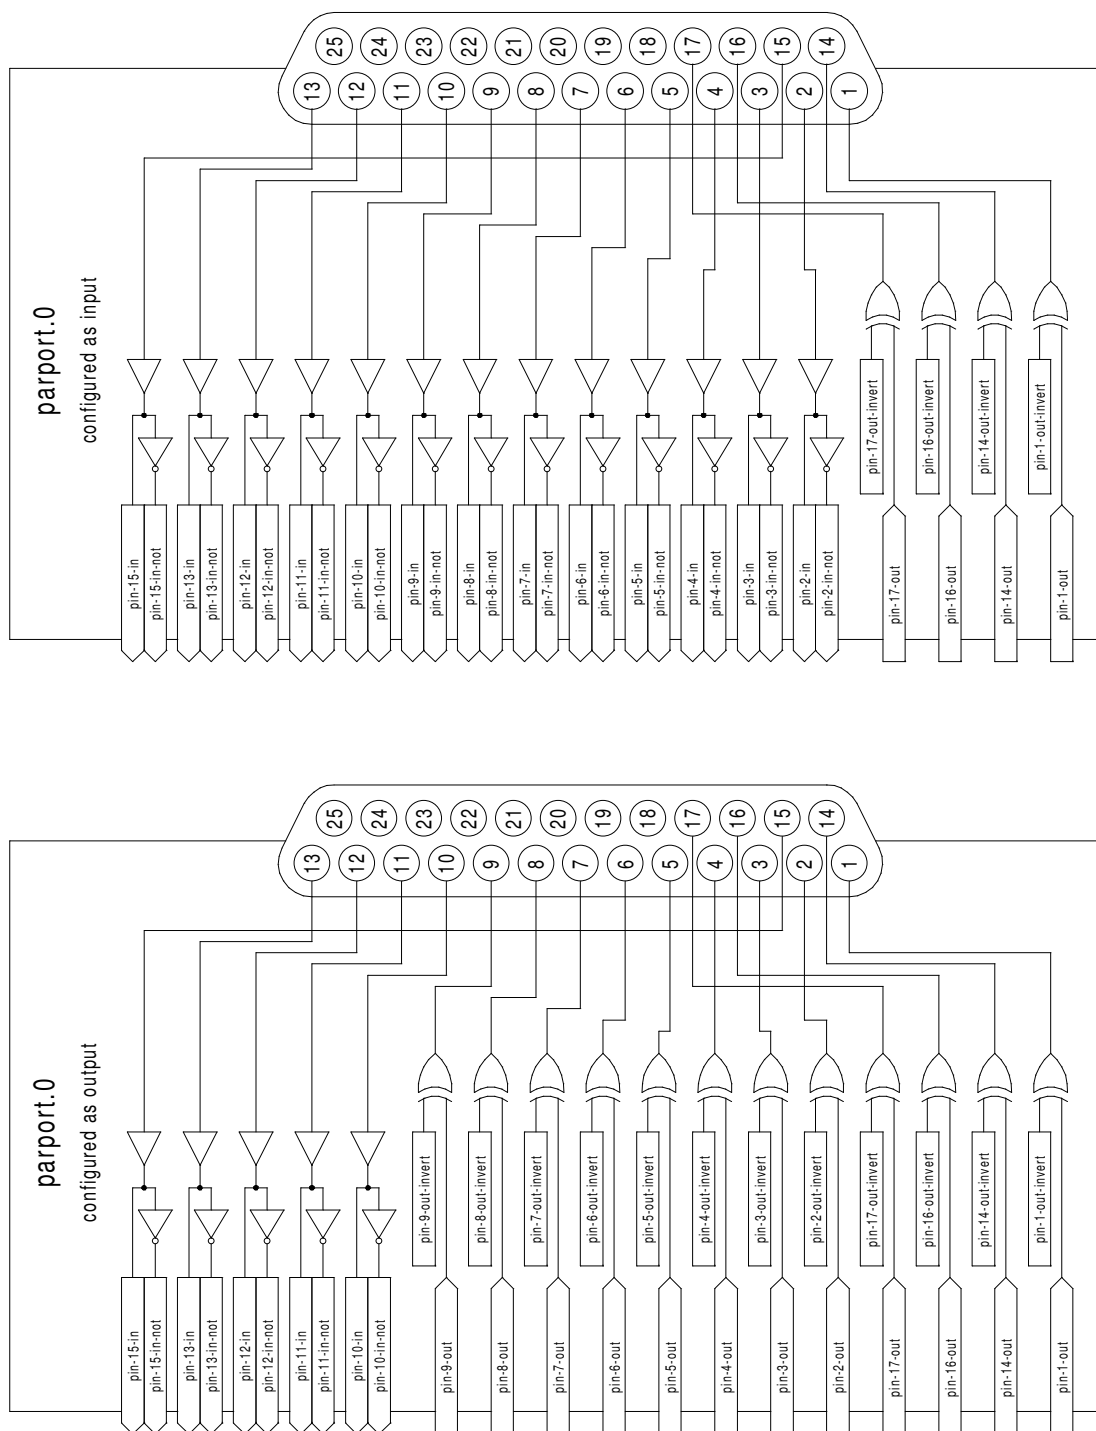 25
24
23
22
21
20
19
18
17
16
15
14
13
12
11
10
9
8
7
6
5
4
3
2
1
parport.0
configured as input
pin-15-in
pin-15-in-not
pin-13-in
pin-13-in-not
pin-12-in
pin-12-in-not
pin-11-in
pin-11-in-not
pin-10-in
pin-10-in-not
pin-9-in
pin-9-in-not
pin-8-in
pin-8-in-not
pin-7-in
pin-7-in-not
pin-6-in
pin-6-in-not
pin-5-in
pin-5-in-not
pin-4-in
pin-4-in-not
pin-3-in
pin-3-in-not
pin-2-in
pin-2-in-not
pin-17-out-invert
pin-17-out
pin-16-out-invert
pin-16-out
pin-14-out-invert
pin-14-out
pin-1-out-invert
pin-1-out
25
24
23
22
21
20
19
18
17
16
15
14
13
12
11
10
9
8
7
6
5
4
3
2
1
parport.0
configured as output
pin-15-in
pin-15-in-not
pin-13-in
pin-13-in-not
pin-12-in
pin-12-in-not
pin-11-in
pin-11-in-not
pin-10-in
pin-10-in-not
pin-9-out-invert
pin-9-out
pin-8-out-invert
pin-8-out
pin-7-out-invert
pin-7-out
pin-6-out-invert
pin-6-out
pin-5-out-invert
pin-5-out
pin-4-out-invert
pin-4-out
pin-3-out-invert
pin-3-out
pin-2-out-invert
pin-2-out
pin-17-out-invert
pin-17-out
pin-16-out-invert
pin-16-out
pin-14-out-invert
pin-14-out
pin-1-out-invert
pin-1-out